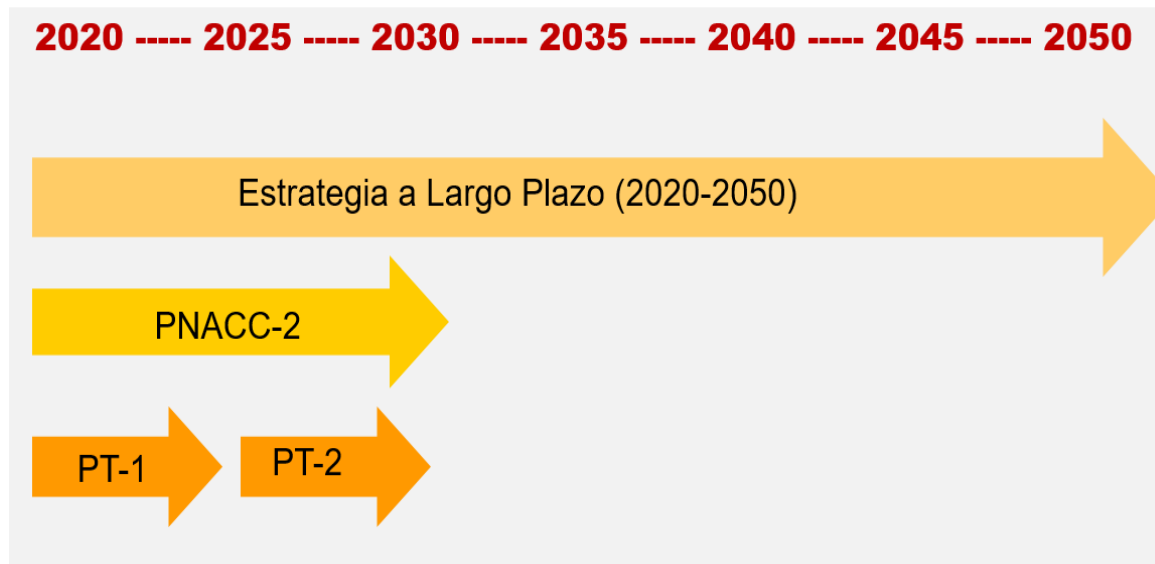 2020 ----- 2025 ----- 2030 ----- 2035 ----- 2040 ----- 2045 ----- 2050
Estrategia a Largo Plazo (2020-2050)
PNACC-2
PT-1
PT-2